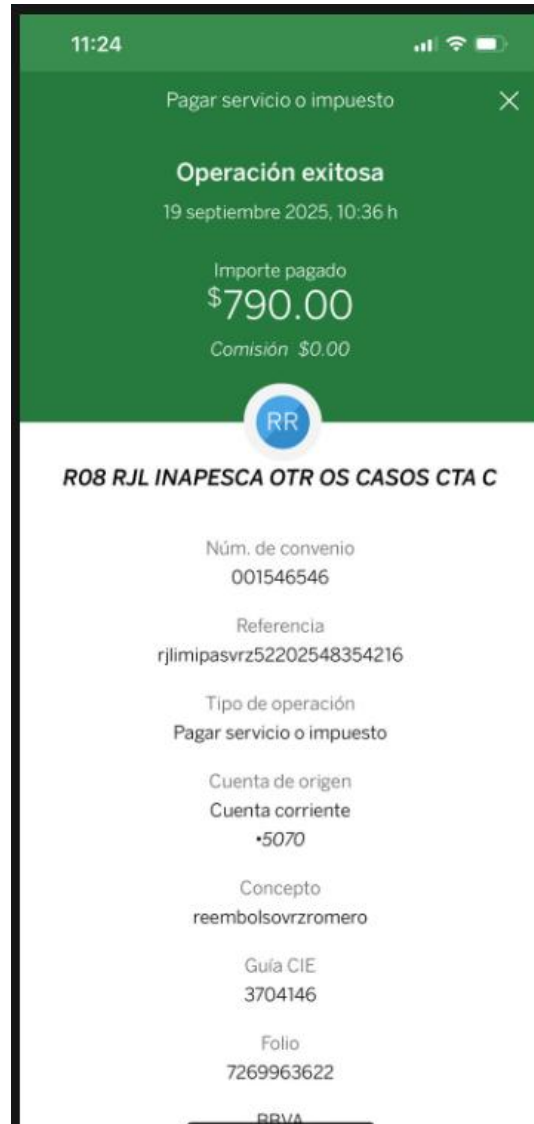 11:24
Pagar servicio o impuesto
Operación exitosa
19 septiembre 2025, 10:36 h
Importe pagado
$790.00
Comisión $0.00
RR
R08 RJL INAPESCA OTR OS CASOS CTA C
Núm. de convenio
001546546
Referencia
rjlimipasvrz52202548354216
Tipo de operación
Pagar servicio o impuesto
Cuenta de origen
Cuenta corriente
•5070
Concepto
reembolsovrzromero
Guía CIE
3704146
Folio
7269963622
BBVA